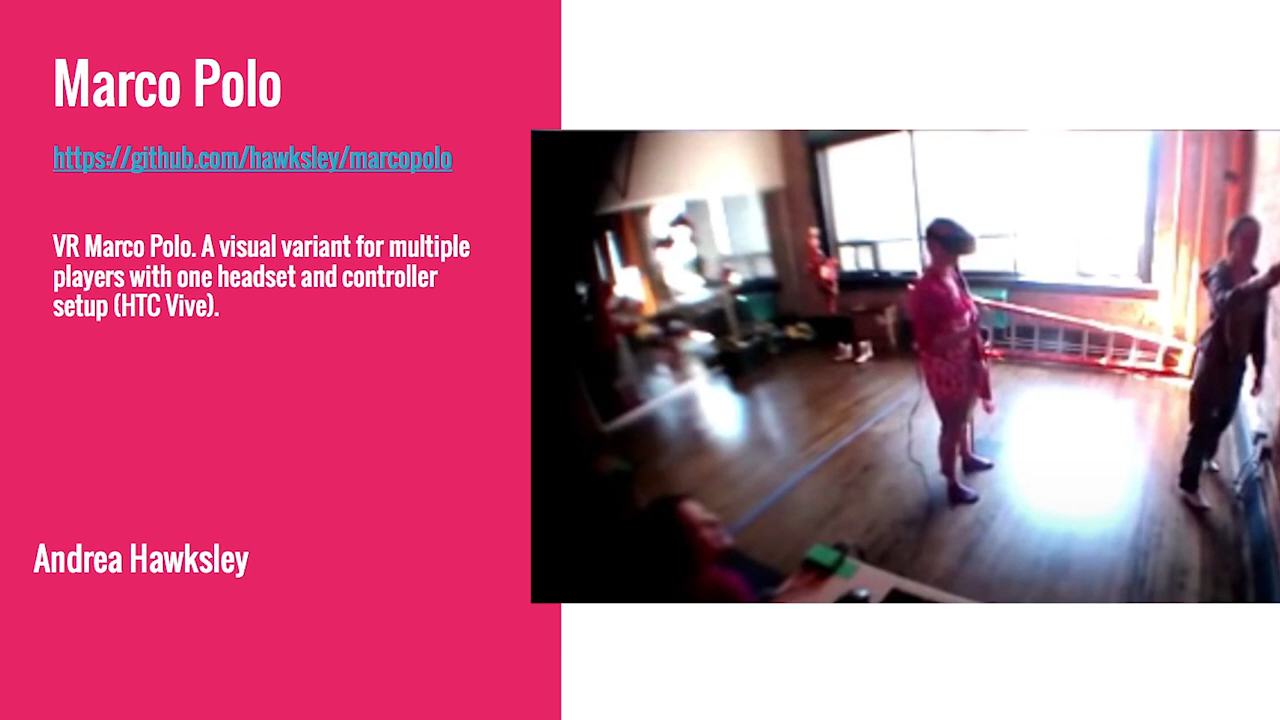 Marco Polo
https://github.com/hawksley/marcopolo
VR Marco Polo. A visual variant for multiple
players with one headset and controller
setup (HTC Vive).
Andrea Hawksley